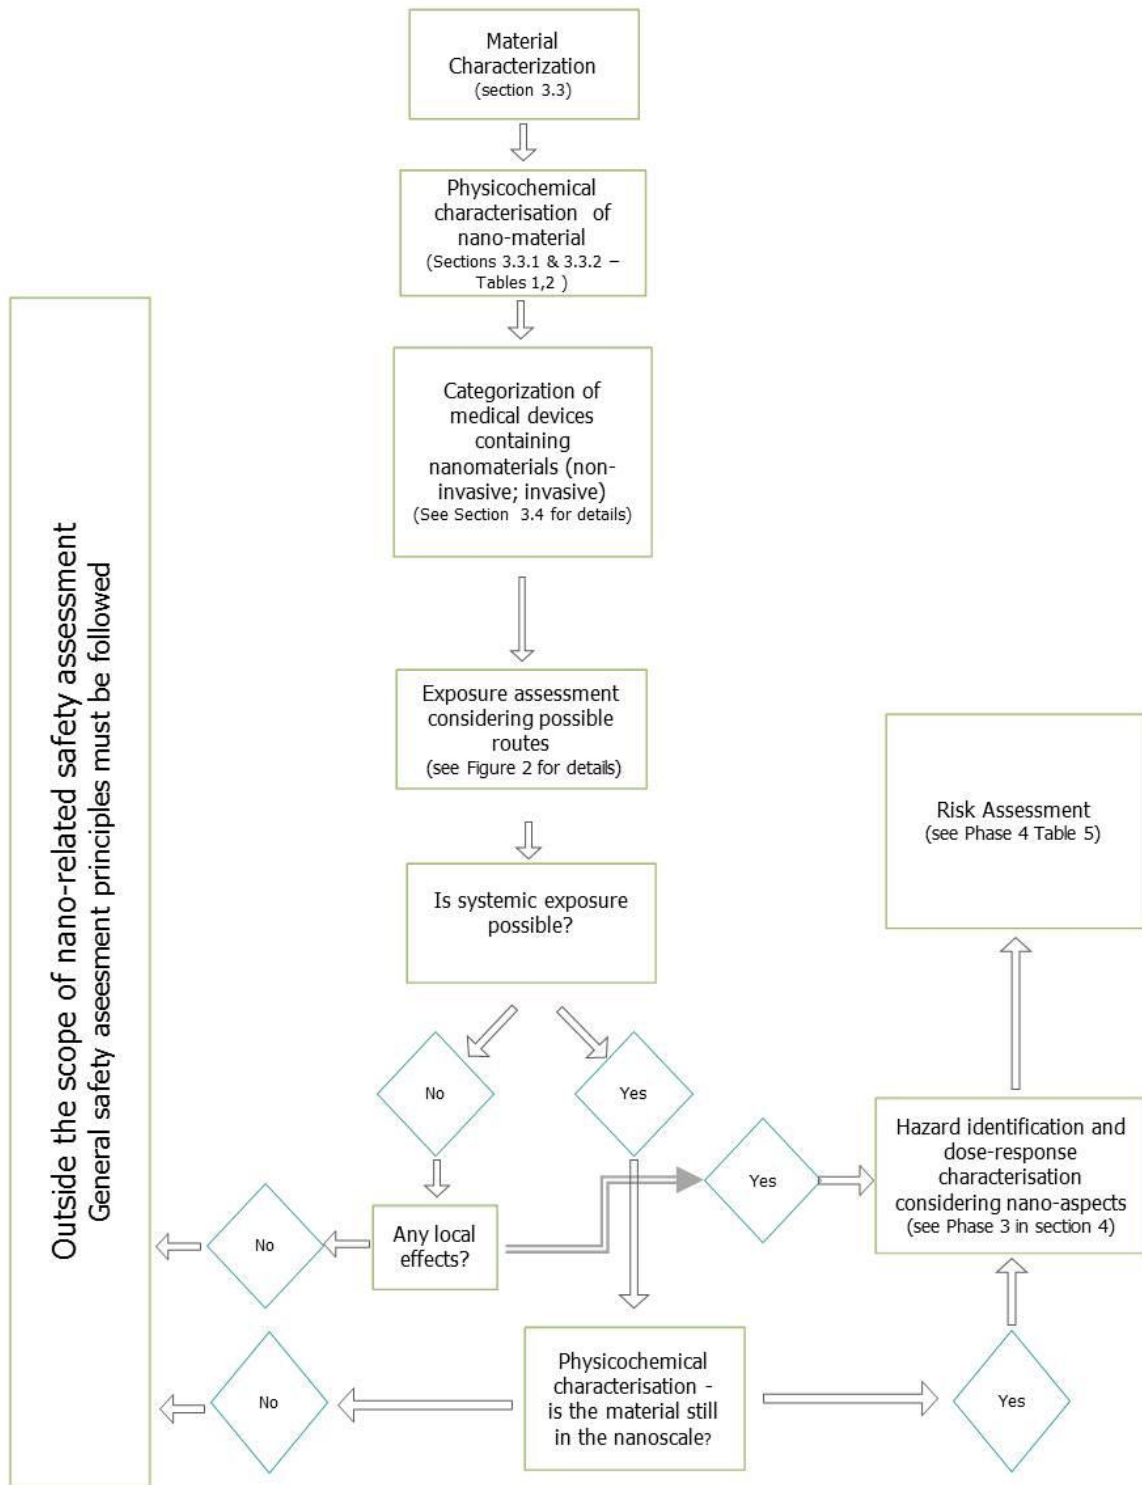 Material
Characterization
(section 3.3)
Physicochemical
characterisation of
nano-material
(Sections 3.3.1 & 3.3.2 –
Tables 1,2 )
Categorization of
medical devices
containing
nanomaterials (non-
invasive; invasive)
(See Section 3.4 for details)
Exposure assessment
considering possible
routes
(see Figure 2 for details)
Is systemic exposure
possible?
No
Yes
Any local
effects?
No
Yes
Physicochemical
characterisation -
is the material still
in the nanoscale?
No
Yes
Hazard identification and
dose-response
characterisation
considering nano-aspects
(see Phase 3 in section 4)
Risk Assessment
(see Phase 4 Table 5)
Outside the scope of nano-related safety assessment
General safety aseesment principles must be followed